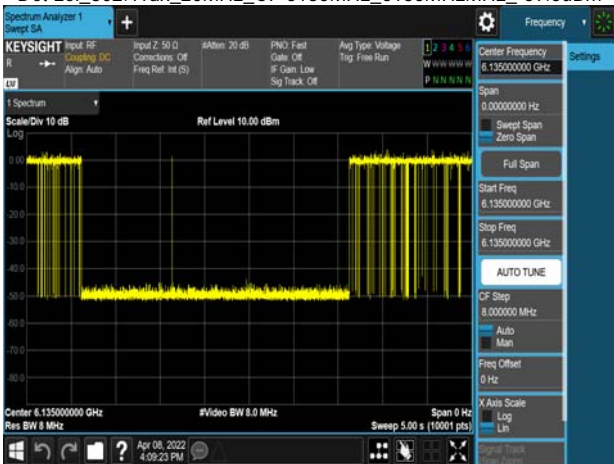 Spectrum Analyzer 1
Swept SA
+
Frequency
KEYSIGHT
Input: RF
Coupling: DC
Align: Auto
Input Z: 50 Ω
Corrections: Off
Freq Ref: Int (S)
#Atten: 20 dB
PNO: Fast
Gate: Off
IF Gain: Low
Sig Track: Off
Avg Type: Voltage
Trig: Free Run
1 2 3 4 5 6
W W W W W W
P N N N N N
R
LXI
Center Frequency
6.135000000 GHz
Settings
Span
0.00000000 Hz
Swept Span
Zero Span
Full Span
Start Freq
6.135000000 GHz
Stop Freq
6.135000000 GHz
AUTO TUNE
CF Step
8.000000 MHz
Auto
Man
Freq Offset
0 Hz
X Axis Scale
Log
Lin
Signal Track
(Span Zoom)
1 Spectrum
Scale/Div 10 dB
Ref Level 10.00 dBm
Log
0.00
-10.0
-20.0
-30.0
-40.0
-50.0
-60.0
-70.0
-80.0
Center 6.135000000 GHz
#Video BW 8.0 MHz
Span 0 Hz
Res BW 8 MHz
Sweep 5.00 s (10001 pts)
?
Apr 08, 2022
4:09:23 PM